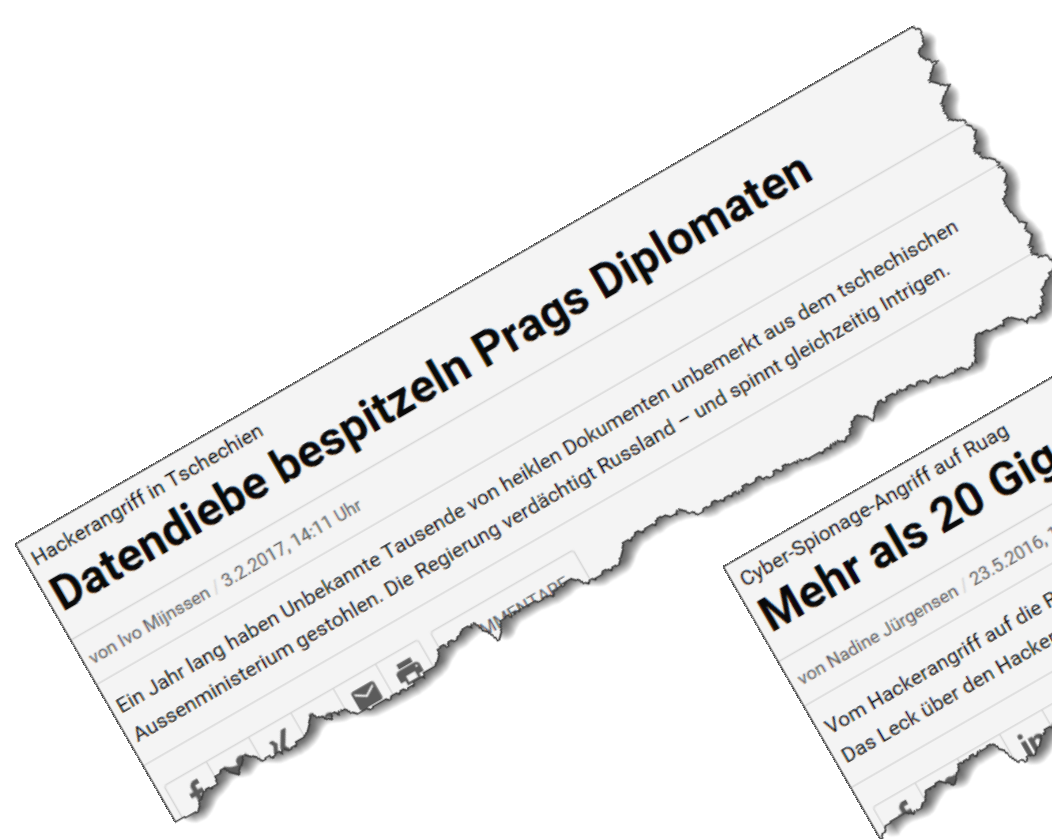 Hackerangriff in Tschechien
Datendiebe bespitzeln Prags Diplomaten
von Ivo Mijnssen / 3.2.2017, 14:11 Uhr
Ein Jahr lang haben Unbekannte Tausende von heiklen Dokumenten unbemerkt aus dem tschechischen
Aussenministerium gestohlen. Die Regierung verdächtigt Russland – und spinnt gleichzeitig Intrigen.
Cyber-Spionage-Angriff auf Ruag
Mehr als 20 Gig
von Nadine Jürgensen / 23.5.2016,
Vom Hackerangriff auf die
Das Leck über den Hacker
in